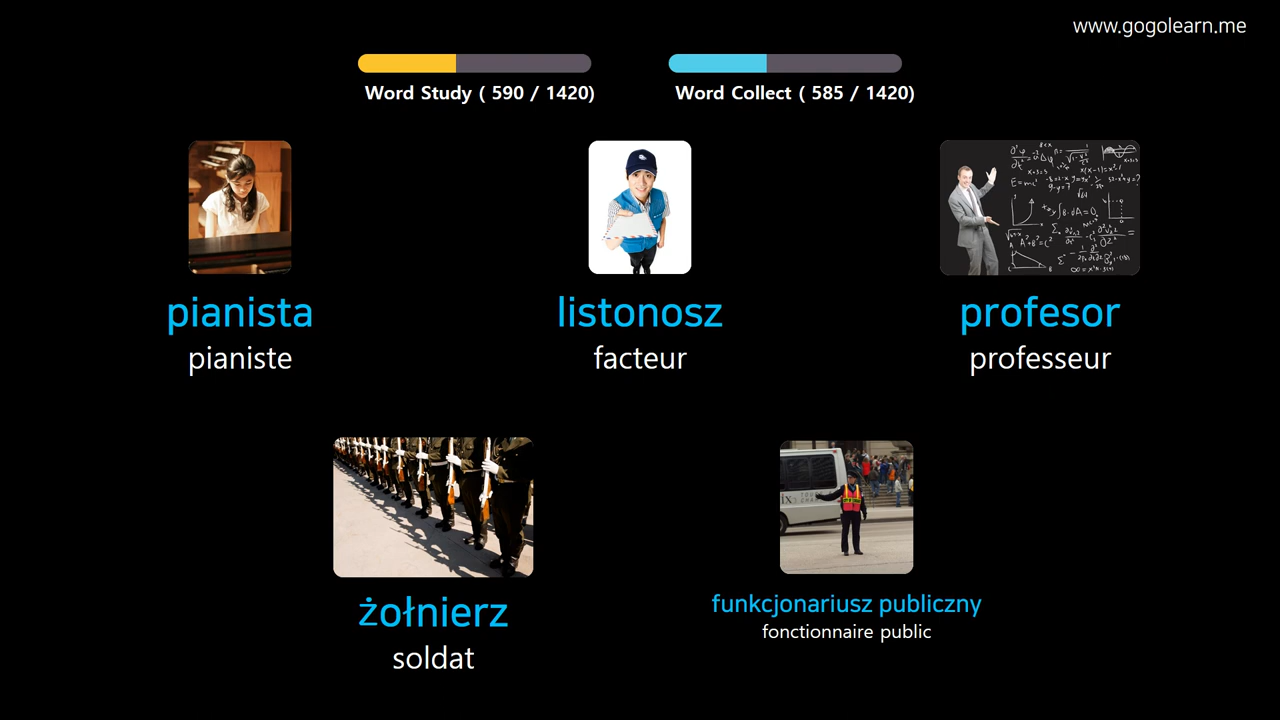 www.gogolearn.me
Word Study ( 590 / 1420)
Word Collect ( 585 / 1420)
pianista
pianiste
listonosz
facteur
profesor
professeur
żołnierz
soldat
funkcjonariusz publiczny
fonctionnaire public